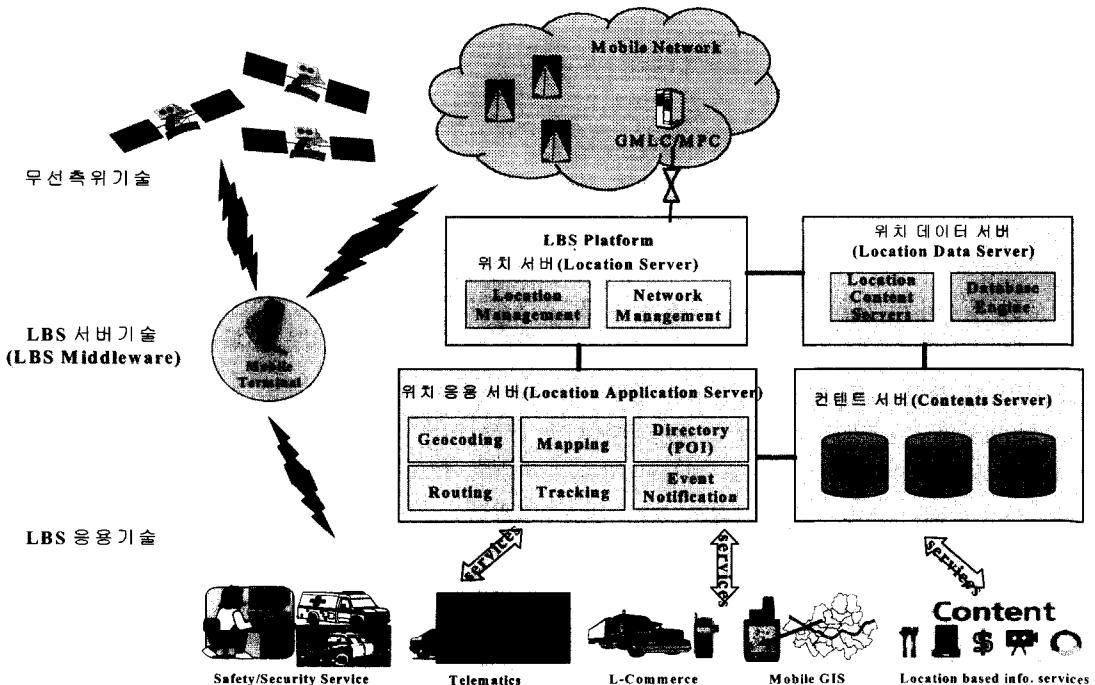 Mobile Network
GMLC/MPC
무선측위기술
LBS Platform
위치 서버(Location Server)
Location
Management
Network
Management
위치 데이터 서버
(Location Data Server)
Location
Content
Servers
Database
Engine
LBS 서버기술
(LBS Middleware)
Mobile
Terminal
위치 응용 서버(Location Application Server)
Geocoding
Mapping
Directory
(POI)
Routing
Tracking
Event
Notification
컨텐트 서버(Contents Server)
LBS 응용기술
services
services
services
Content
Safety/Security Service
Telematics
L-Commerce
Mobile GIS
Location based info. services